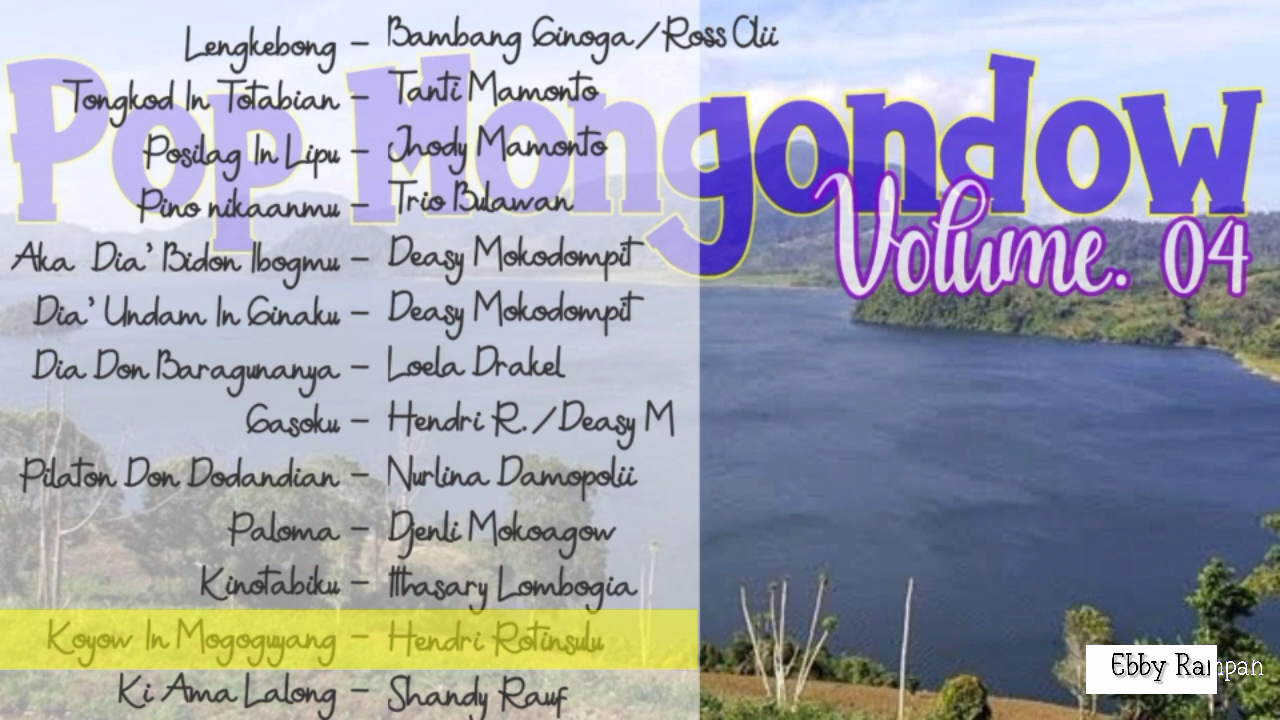 Pop Mongondow
Volume. 04
Lengkebong - Bambang Ginoga/Ross Olii
Tongkod In Totabian - Tanti Mamonto
Posilag In Lipu - Jhody Mamonto
Pino nikaanmu - Trio Bulawan
Aka Dia' Bidon Ibogmu - Deasy Mokodompit
Dia' Undam In Ginaku - Deasy Mokodompit
Dia Don Baragunanya - Loela Drakel
Gasoku - Hendri R./Deasy M
Pilaton Don Dodandian - Nurlina Damopolii
Paloma - Djenli Mokoagow
Kinotabiku - Itthasary Lombogia
Koyow In Mogoguyang - Hendri Rotinsulu
Ki Ama Lalong - Shandy Rauf
Ebby Rampan